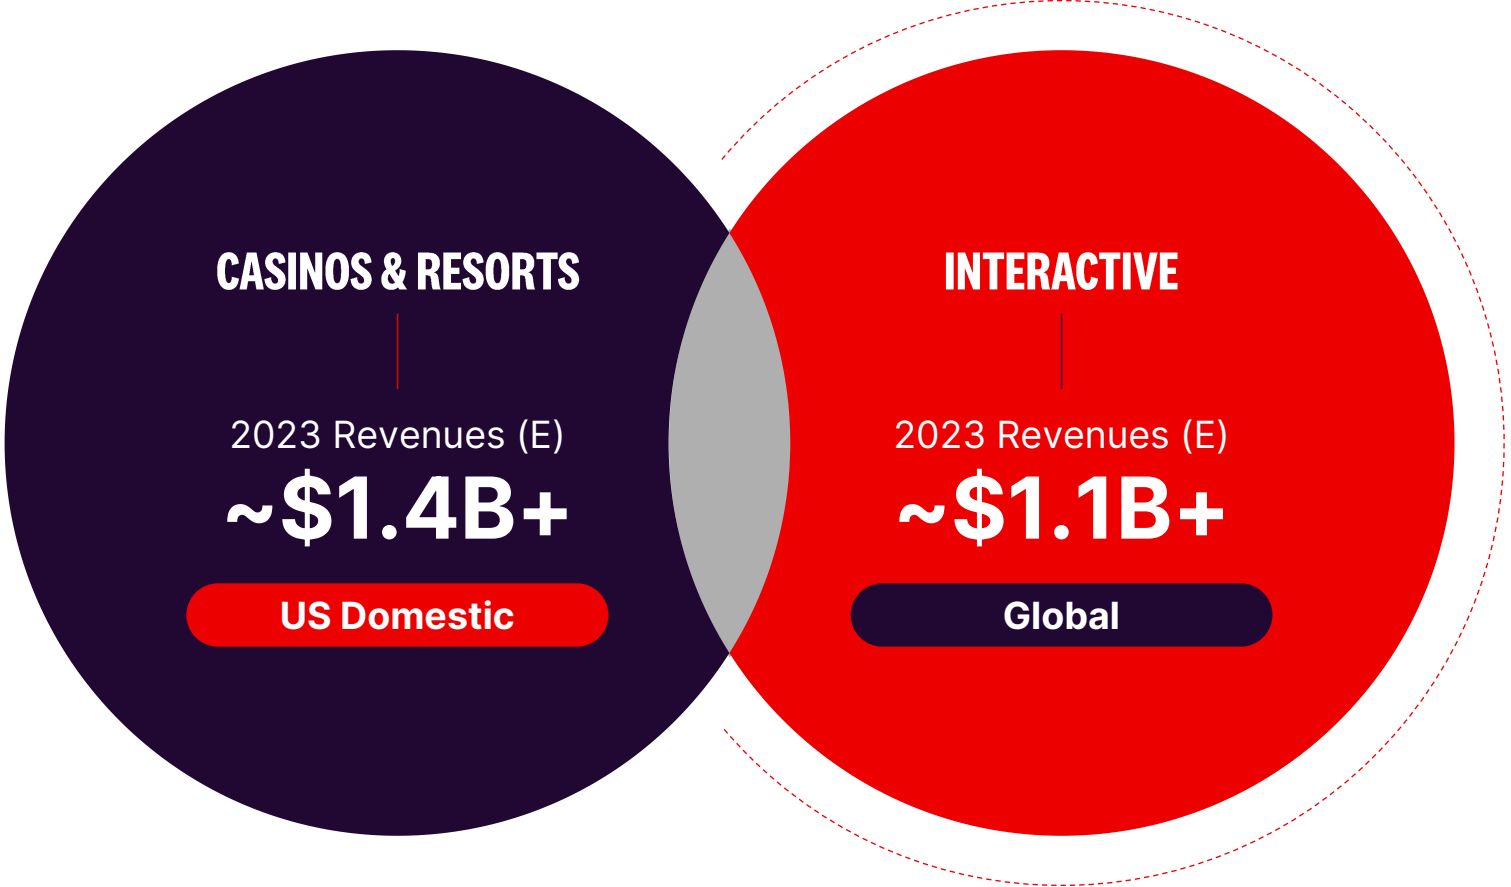 CASINOS & RESORTS
2023 Revenues (E)
~$1.4B+
US Domestic
INTERACTIVE
2023 Revenues (E)
~$1.1B+
Global